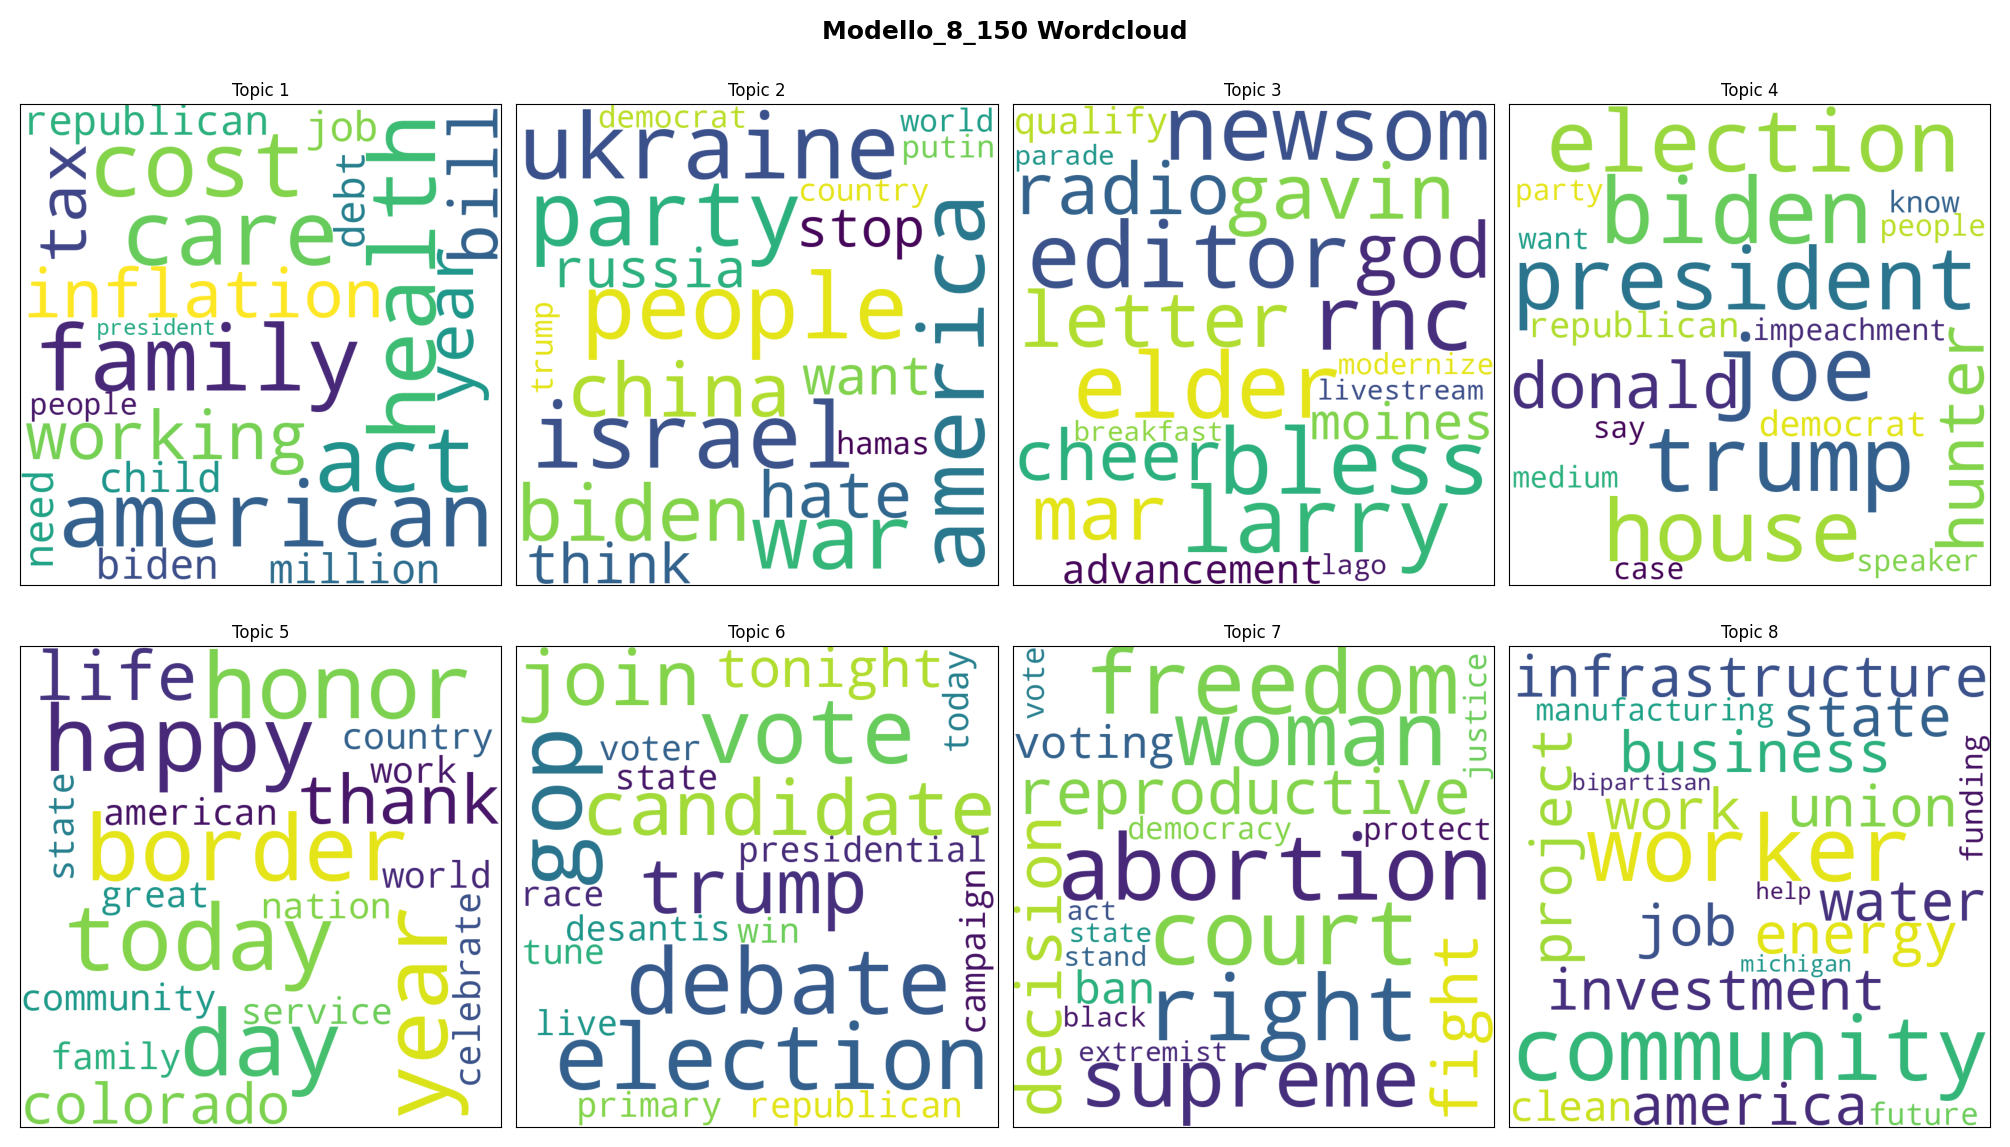 Modello_8_150 Wordcloud
Topic 1
republican
job
cost
tax
debt
health
bill
care
year
inflation
president
family
people
working
act
child
need
american
biden
million
Topic 2
democrat
world
ukraine
putin
country
party
stop
america
russia
people
trump
china
want
israel
hamas
hate
biden
war
think
Topic 3
qualify
newsom
parade
radio
gavin
editor
god
letter
rnc
elder
modernize
livestream
moines
breakfast
cheer
bless
mar
larry
advancement
lago
Topic 4
election
party
biden
know
people
want
president
republican
impeachment
joe
hunter
donald
say
democrat
trump
medium
house
case
speaker
Topic 5
life
honor
happy
country
work
state
american
thank
border
world
great
nation
today
year
celebrate
community
service
day
family
colorado
Topic 6
join
tonight
today
vote
voter
gop
state
candidate
presidential
race
trump
campaign
desantis
win
tune
debate
live
election
primary
republican
Topic 7
vote
freedom
justice
voting
woman
reproductive
decision
democracy
protect
abortion
act
court
state
stand
fight
ban
right
black
extremist
supreme
Topic 8
infrastructure
manufacturing
state
project
business
funding
bipartisan
work
union
worker
help
water
job
energy
michigan
investment
community
clean
america
future